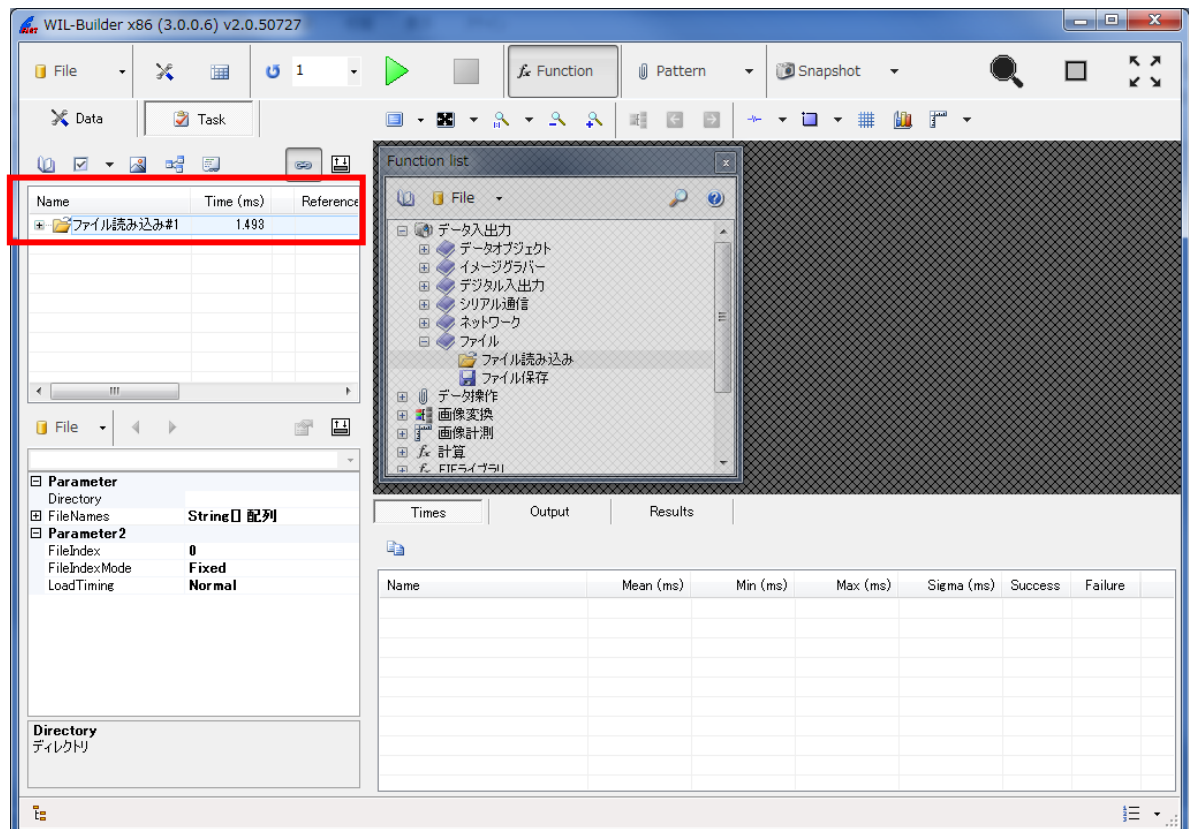 WIL-Builder x86 (3.0.0.6) v2.0.50727
File 1 Function Pattern Snapshot
Data Task
Function list
Name Time (ms) Reference
ファイル読み込み#1 1.493
File
データ入出力
データオブジェクト
イメージグラバー
デジタル入出力
シリアル通信
ネットワーク
ファイル
ファイル読み込み
ファイル保存
データ操作
画像変換
画像計測
fx 計算
File
Parameter
Directory
FileNames String[] 配列
Parameter2
FileIndex 0
FileIndexMode Fixed
LoadTiming Normal
Directory
ディレクトリ
Times Output Results
Name Mean (ms) Min (ms) Max (ms) Sigma (ms) Success Failure